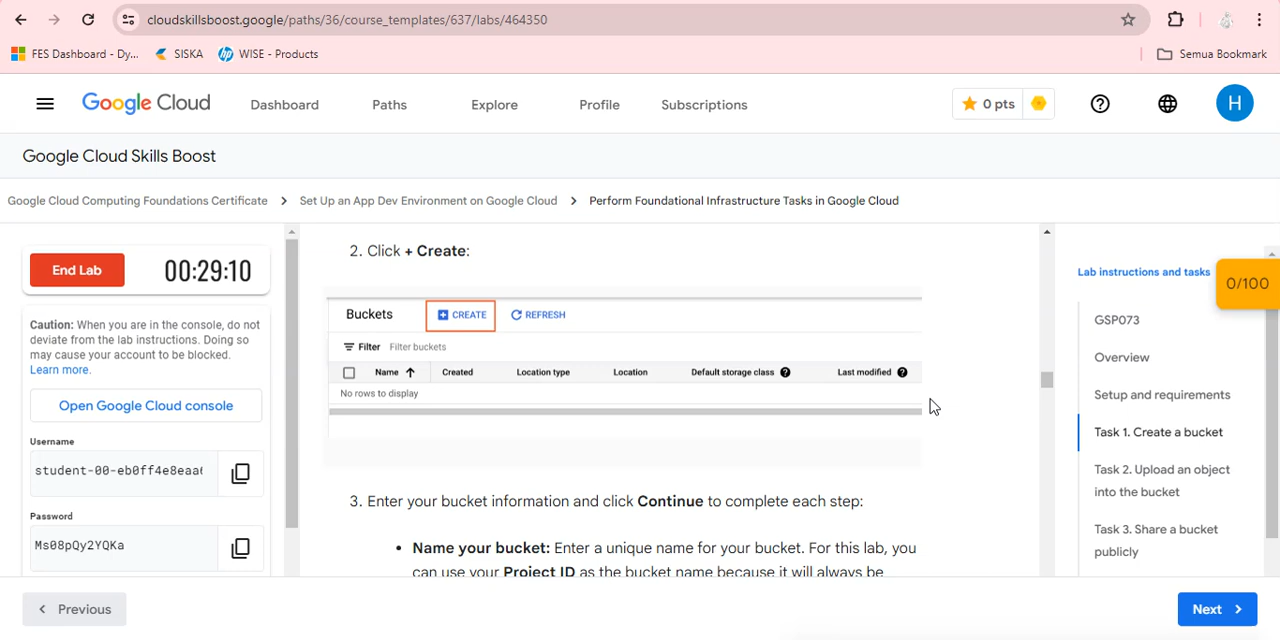 cloudskillsboost.google/paths/36/course_templates/637/labs/464350
FES Dashboard - Dy... SISKA WISE - Products Semua Bookmark
Google Cloud Dashboard Paths Explore Profile Subscriptions 0 pts H
Google Cloud Skills Boost
Google Cloud Computing Foundations Certificate Set Up an App Dev Environment on Google Cloud Perform Foundational Infrastructure Tasks in Google Cloud
End Lab 00:29:10
Caution: When you are in the console, do not
deviate from the lab instructions. Doing so
may cause your account to be blocked.
Learn more.
Open Google Cloud console
Username
student-00-eb0ff4e8eaa
Password
Ms08pQy2YQKa
2. Click + Create:
Buckets CREATE REFRESH
Filter Filter buckets
Name Created Location type Location Default storage class ? Last modified ?
No rows to display
3. Enter your bucket information and click Continue to complete each step:
• Name your bucket: Enter a unique name for your bucket. For this lab, you
can use your Project ID as the bucket name because it will always be
Lab instructions and tasks
0/100
GSP073
Overview
Setup and requirements
Task 1. Create a bucket
Task 2. Upload an object
into the bucket
Task 3. Share a bucket
publicly
Previous Next